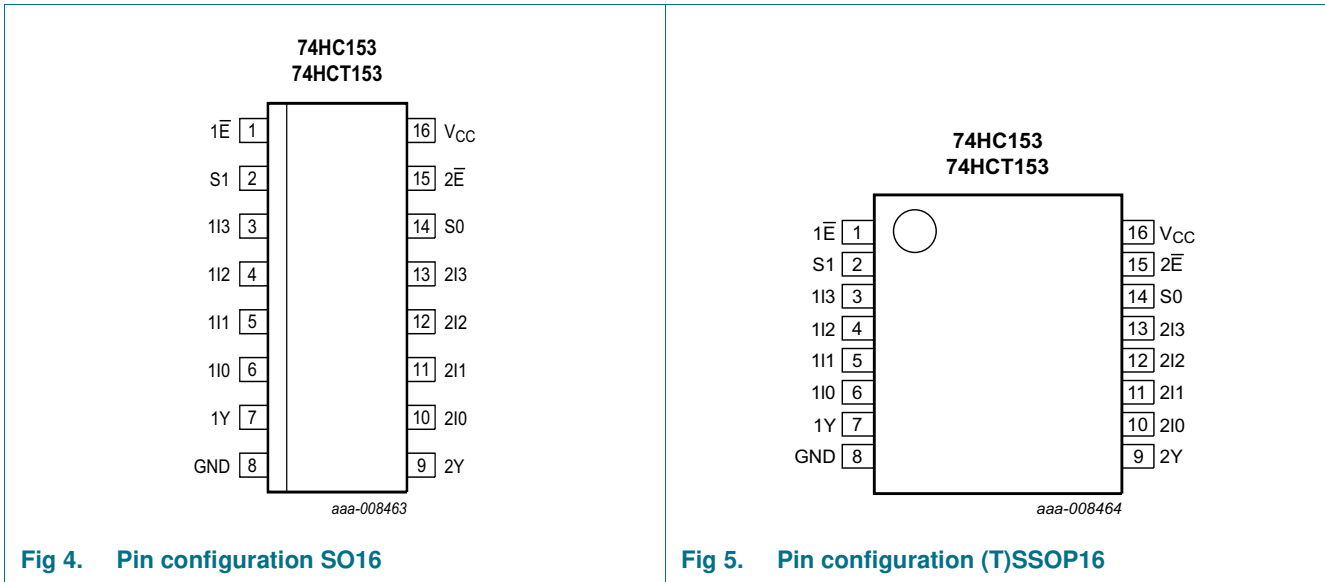 74HC153
74HCT153
1E̅ 1
S1 2
1I3 3
1I2 4
1I1 5
1I0 6
1Y 7
GND 8
16 VCC
15 2E̅
14 S0
13 2I3
12 2I2
11 2I1
10 2I0
9 2Y
aaa-008463
Fig 4. Pin configuration SO16
74HC153
74HCT153
1E̅ 1
S1 2
1I3 3
1I2 4
1I1 5
1I0 6
1Y 7
GND 8
16 VCC
15 2E̅
14 S0
13 2I3
12 2I2
11 2I1
10 2I0
9 2Y
aaa-008464
Fig 5. Pin configuration (T)SSOP16